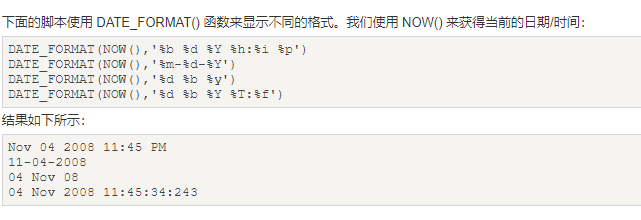 下面的脚本使用 DATE_FORMAT() 函数来显示不同的格式。我们使用 NOW() 来获得当前的日期/时间：
DATE_FORMAT(NOW(),'%b %d %Y %h:%i %p')
DATE_FORMAT(NOW(),'%m-%d-%Y')
DATE_FORMAT(NOW(),'%d %b %y')
DATE_FORMAT(NOW(),'%d %b %Y %T:%f')
结果如下所示：
Nov 04 2008 11:45 PM
11-04-2008
04 Nov 08
04 Nov 2008 11:45:34:243